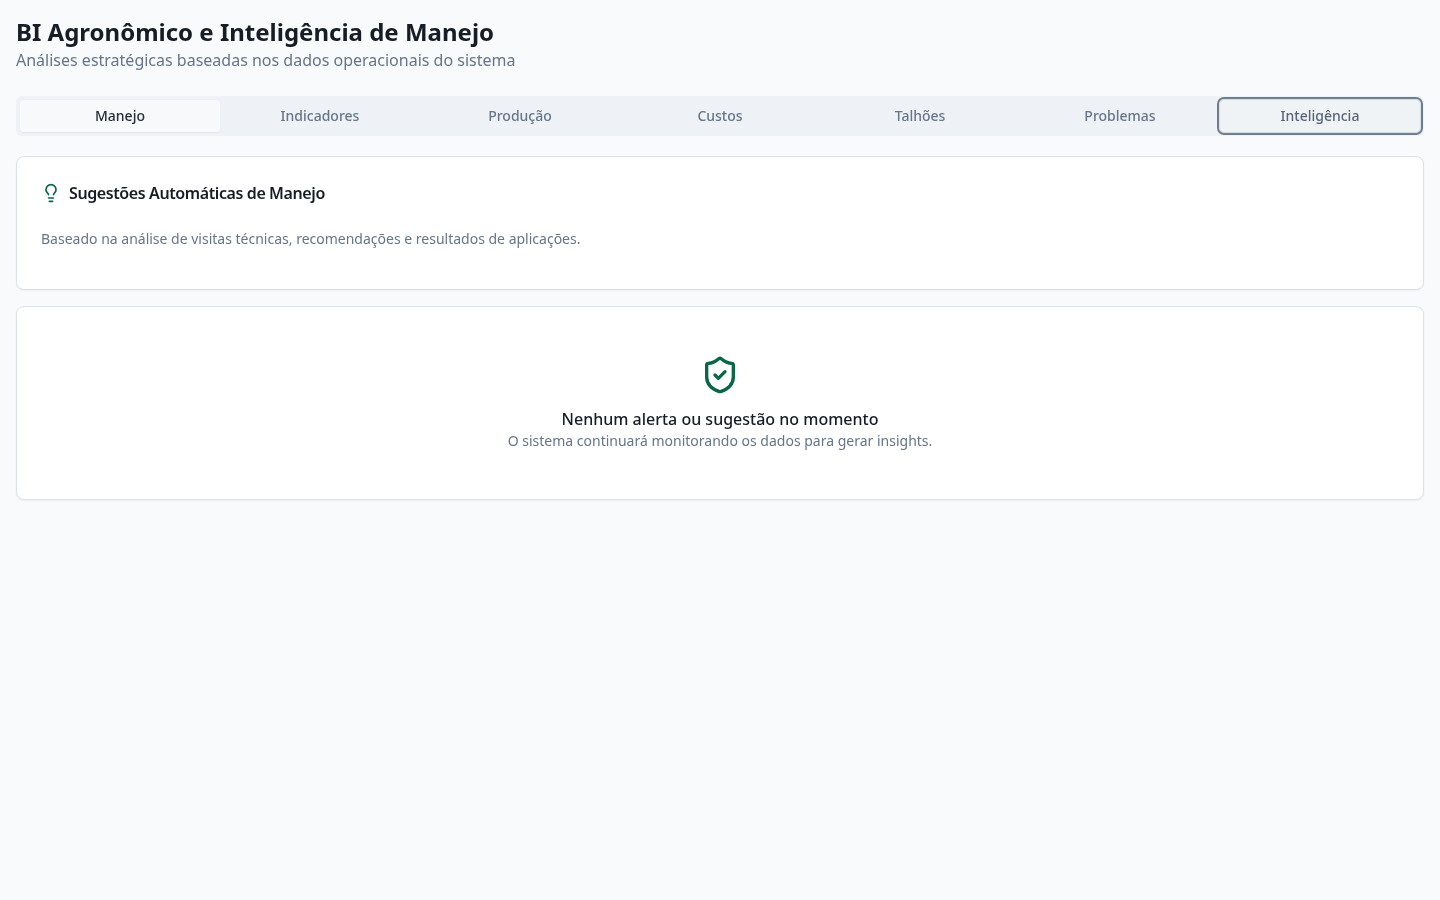 BI Agronômico e Inteligência de Manejo
Análises estratégicas baseadas nos dados operacionais do sistema
Manejo Indicadores Produção Custos Talhões Problemas Inteligência
Sugestões Automáticas de Manejo
Baseado na análise de visitas técnicas, recomendações e resultados de aplicações.
Nenhum alerta ou sugestão no momento
O sistema continuará monitorando os dados para gerar insights.